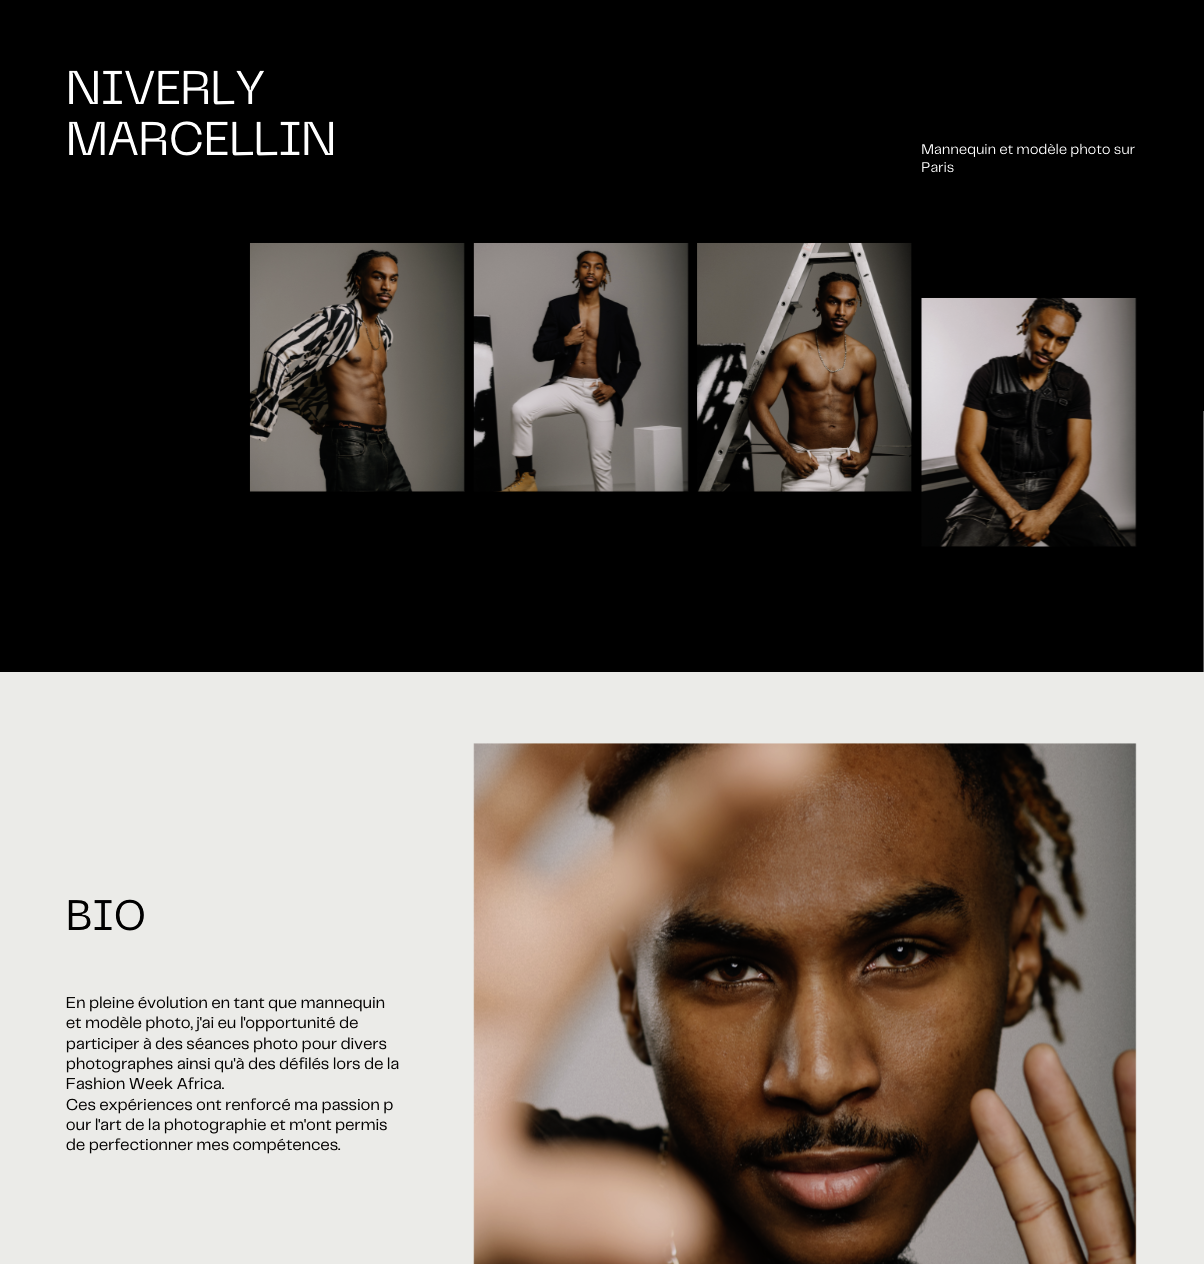 NIVERLY
MARCELLIN
Mannequin et modèle photo sur
Paris
BIO
En pleine évolution en tant que mannequin
et modèle photo, j'ai eu l'opportunité de
participer à des séances photo pour divers
photographes ainsi qu'à des défilés lors de la
Fashion Week Africa.
Ces expériences ont renforcé ma passion p
our l'art de la photographie et m'ont permis
de perfectionner mes compétences.